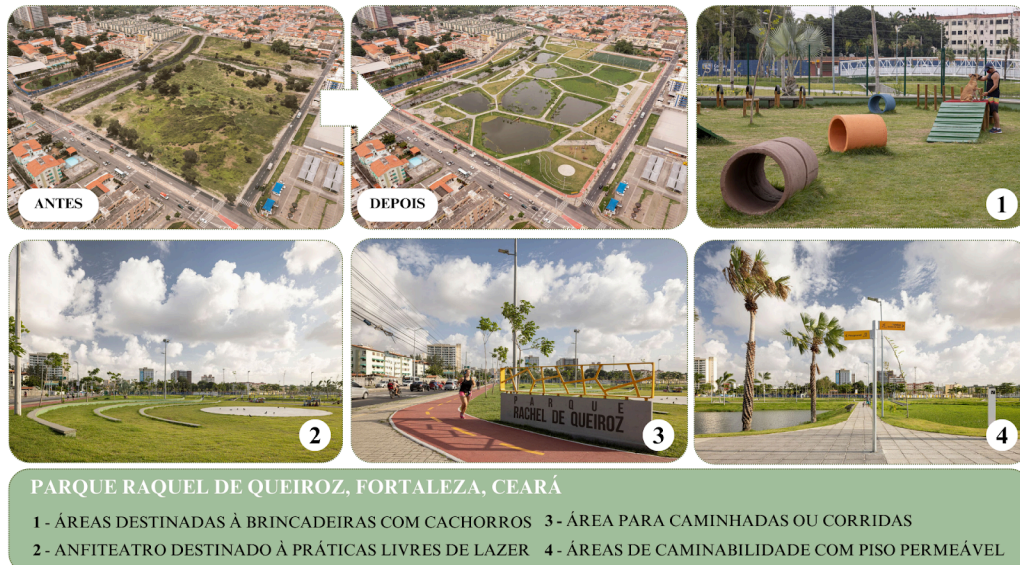 ANTES
DEPOIS
1
2
PARQUE
RACHEL DE QUEIROZ
3
4
PARQUE RAQUEL DE QUEIROZ, FORTALEZA, CEARÁ
1 - ÁREAS DESTINADAS À BRINCADEIRAS COM CACHORROS
2 - ANFITEATRO DESTINADO À PRÁTICAS LIVRES DE LAZER
3 - ÁREA PARA CAMINHADAS OU CORRIDAS
4 - ÁREAS DE CAMINABILIDADE COM PISO PERMEÁVEL